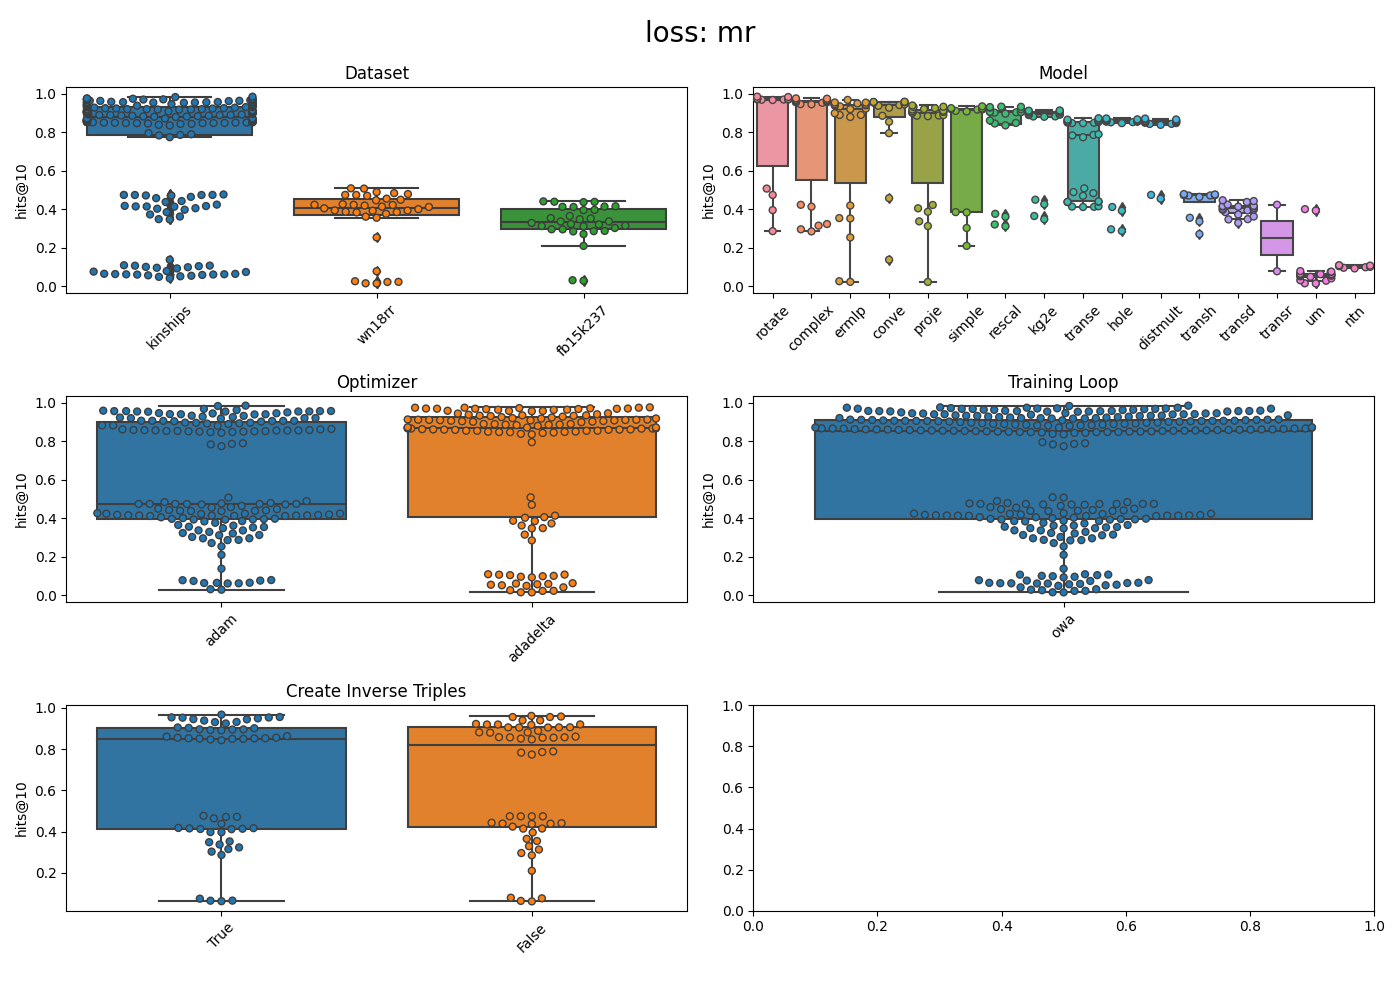 loss: mr
Dataset
hits@10
1.0
0.8
0.6
0.4
0.2
0.0
kinships
wn18rr
fb15k237
Model
hits@10
1.0
0.8
0.6
0.4
0.2
0.0
rotate
complex
ermlp
conve
proje
simple
rescal
kg2e
transe
hole
distmult
transh
transd
transr
um
ntn
Optimizer
hits@10
1.0
0.8
0.6
0.4
0.2
0.0
adam
adadelta
Training Loop
hits@10
1.0
0.8
0.6
0.4
0.2
0.0
owa
Create Inverse Triples
hits@10
1.0
0.8
0.6
0.4
0.2
True
False
1.0
0.8
0.6
0.4
0.2
0.0
0.0 0.2 0.4 0.6 0.8 1.0